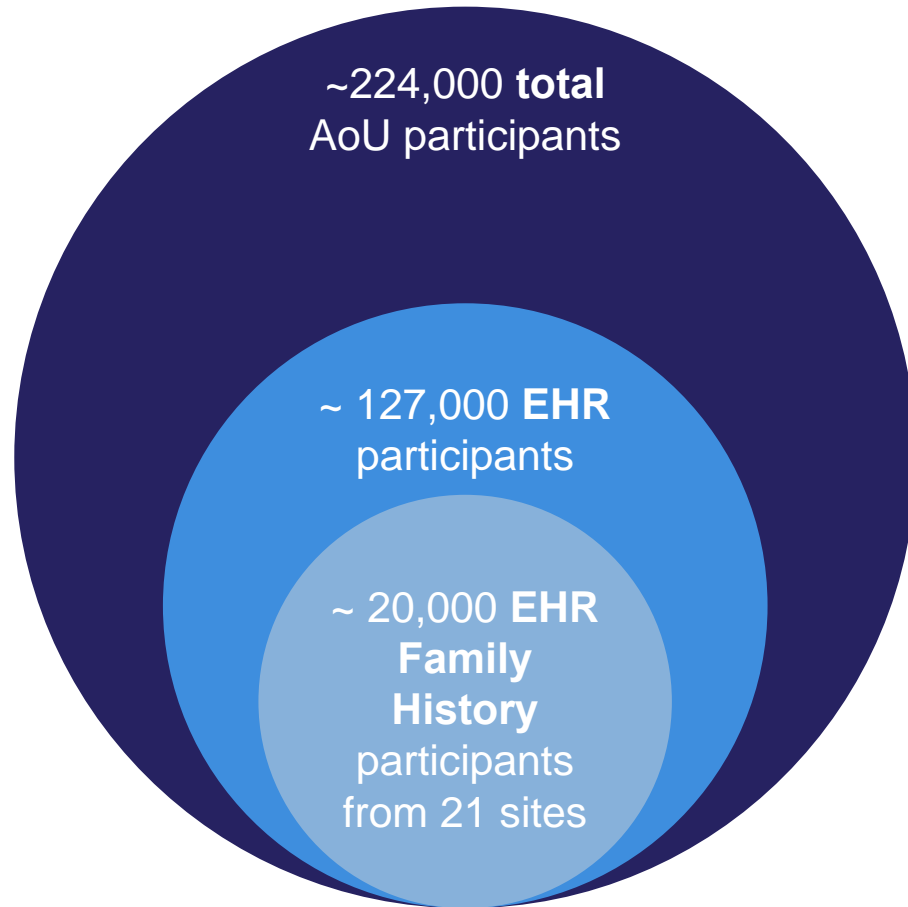 ~224,000 total
AoU participants
~ 127,000 EHR
participants
~ 20,000 EHR
Family
History
participants
from 21 sites